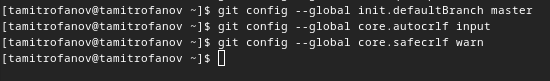 [tamitrofanov@tamitrofanov ~]$ git config --global init.defaultBranch master
[tamitrofanov@tamitrofanov ~]$ git config --global core.autocrlf input
[tamitrofanov@tamitrofanov ~]$ git config --global core.safecrlf warn
[tamitrofanov@tamitrofanov ~]$